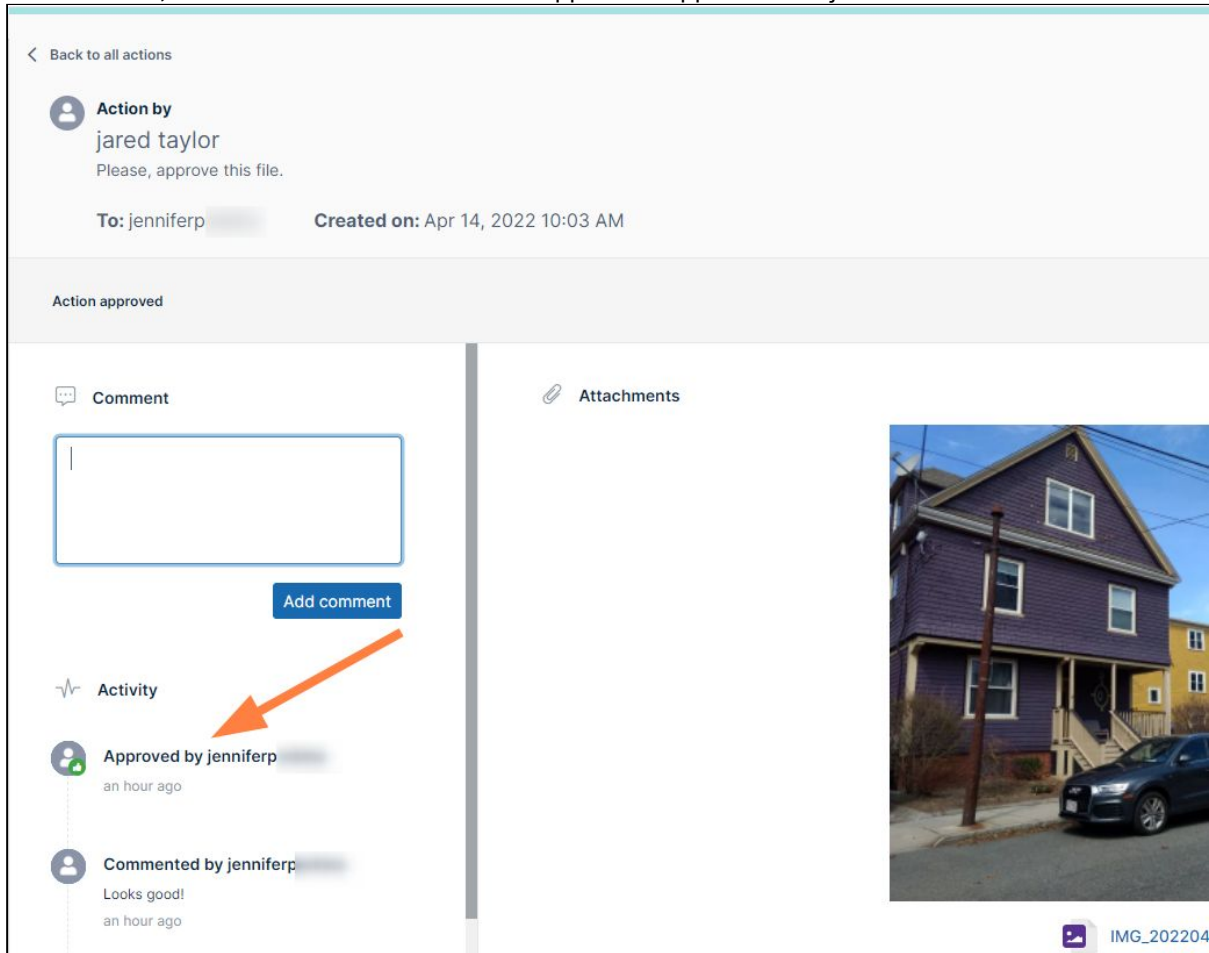 Back to all actions
Action by
jared taylor
Please, approve this file.
To: jenniferp Created on: Apr 14, 2022 10:03 AM
Action approved
Comment
Attachments
Add comment
Activity
Approved by jenniferp
an hour ago
Commented by jenniferp
Looks good!
an hour ago
IMG_202204